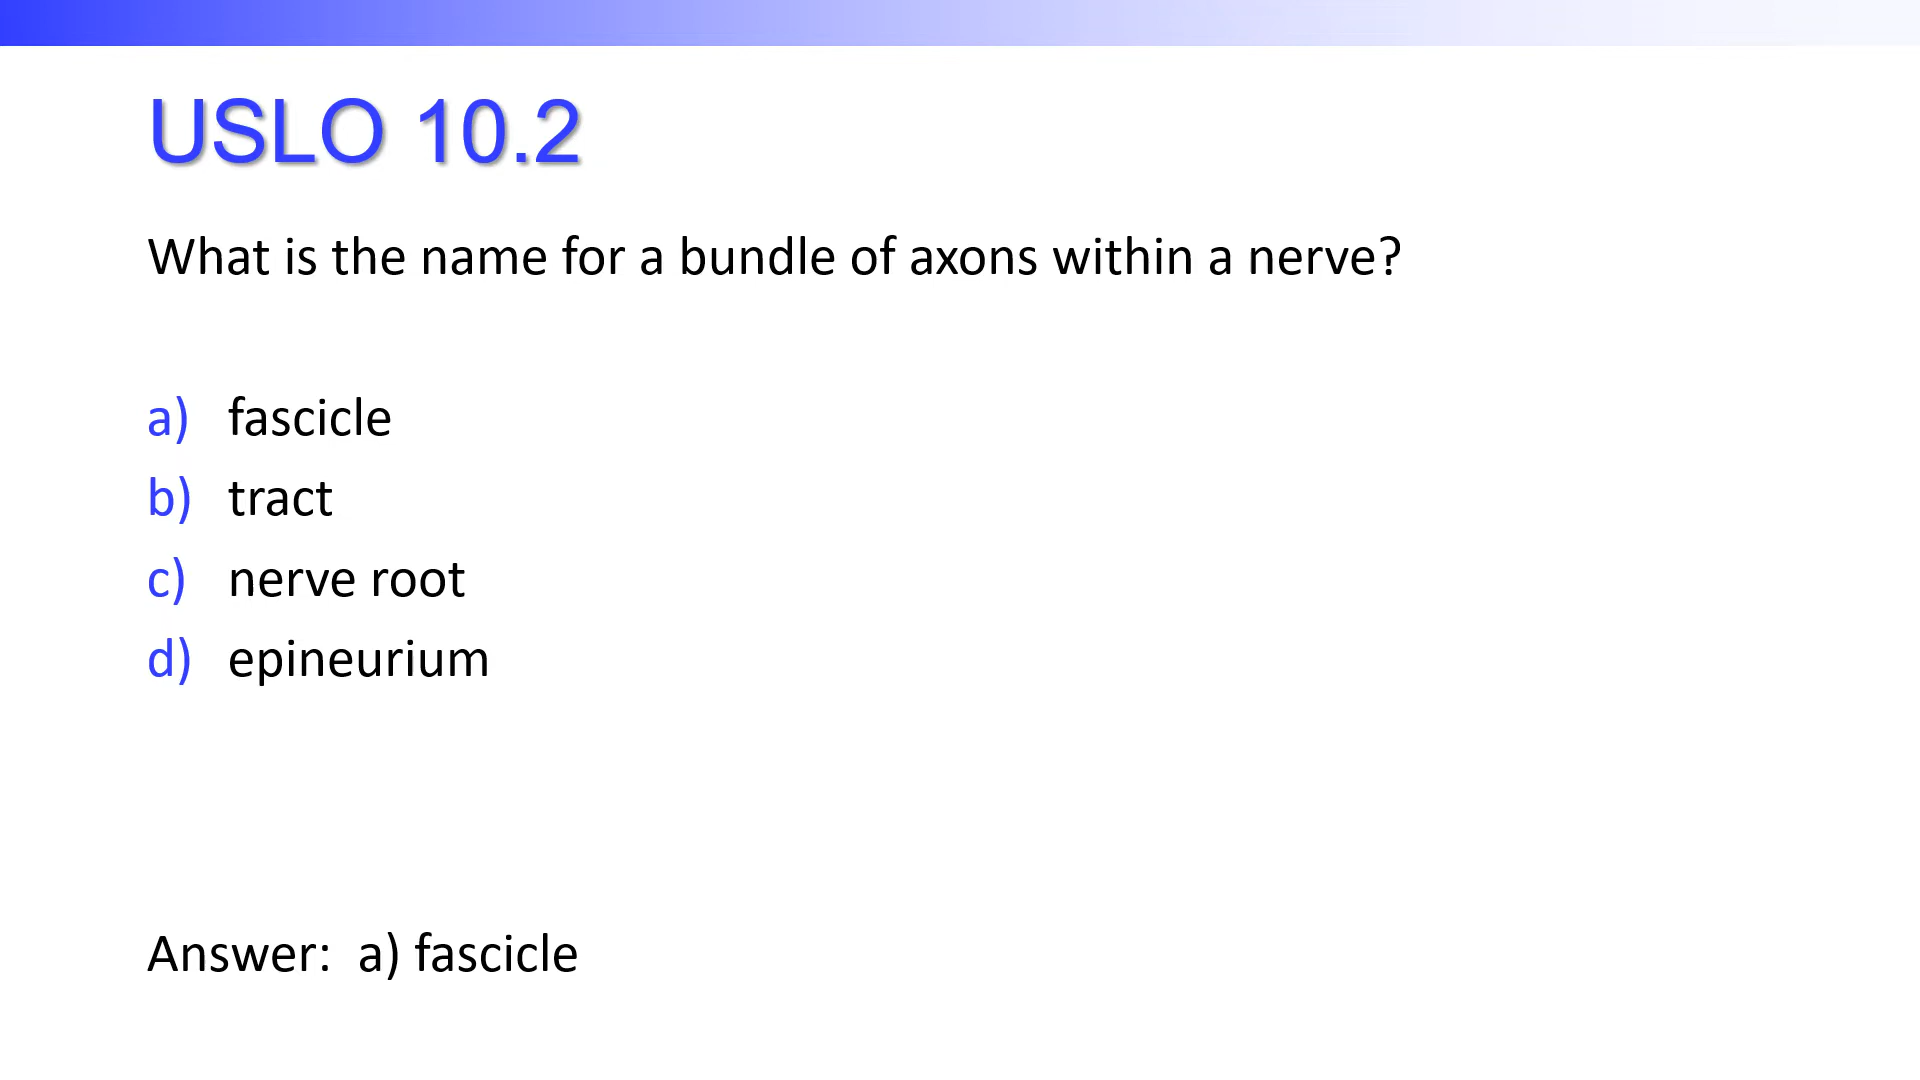 USLO 10.2
What is the name for a bundle of axons within a nerve?
a) fascicle
b) tract
c) nerve root
d) epineurium
Answer: a) fascicle